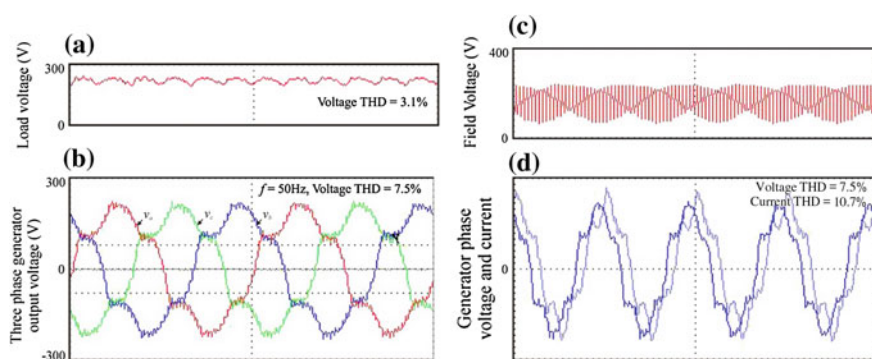 (a)
Load voltage (V)
300
0
Voltage THD = 3.1%
(b)
Three phase generator
output voltage (V)
300
0
-300
f = 50Hz, Voltage THD = 7.5%
(c)
Field Voltage (V)
400
0
(d)
Generator phase
voltage and current
0
Voltage THD = 7.5%
Current THD = 10.7%